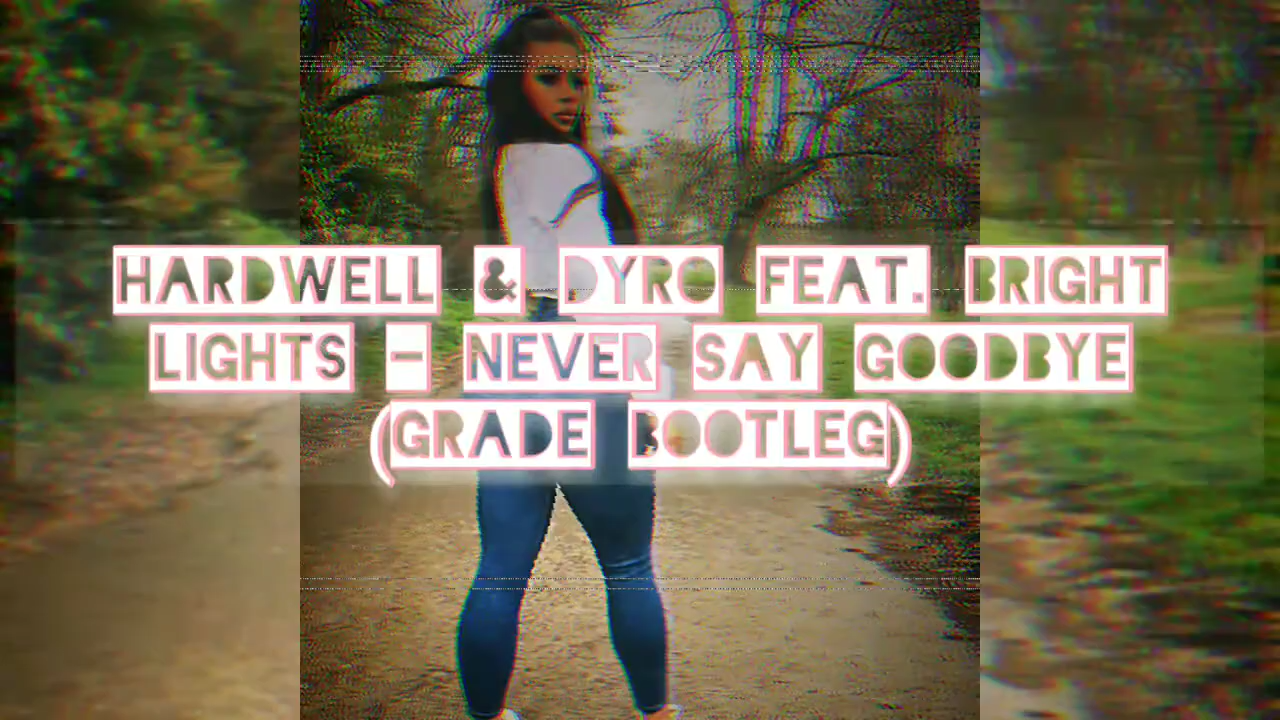 HARDWELL & DYRO FEAT. BRIGHT
LIGHTS - NEVER SAY GOODBYE
(GRADE BOOTLEG)